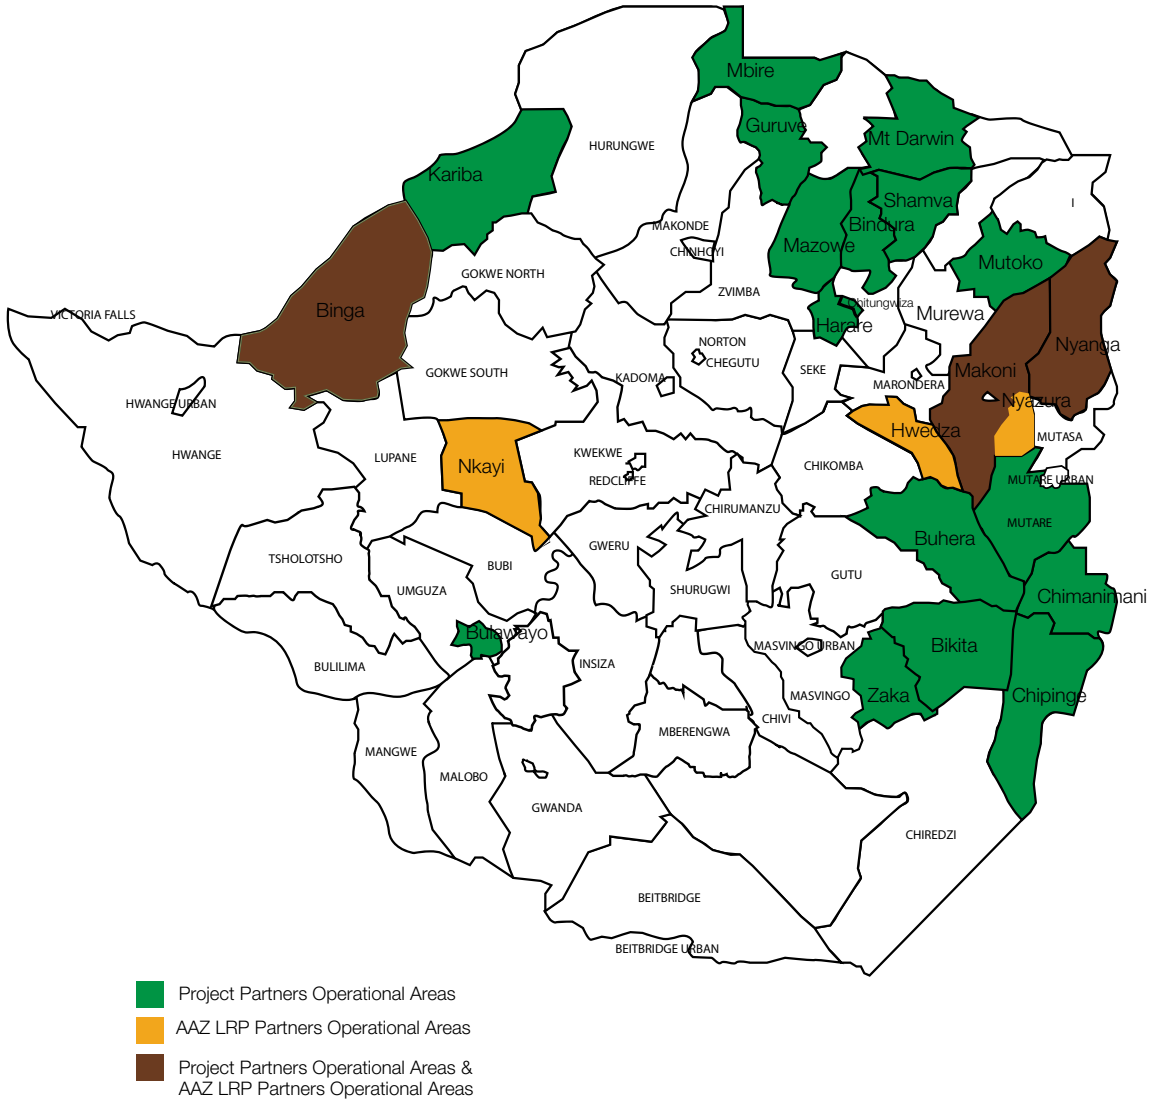 Mbire
Guruve
Mt Darwin
HURUNGWE
Kariba
Shamva
I
Bindura
MAKONDE
Mazowe
CHINHOYI
Mutoko
GOKWE NORTH
ZVIMBA
Chitungwiza
Binga
VICTORIA FALLS
Murewa
Harare
NORTON
Nyanga
CHEGUTU
SEKE
Makoni
GOKWE SOUTH
KADOMA
MARONDERA
Nyazura
HWANGE URBAN
Hwedza
MUTASA
HWANGE
LUPANE
Nkayi
KWEKWE
CHIKOMBA
REDCLIFFE
MUTARE URBAN
CHIRUMANZU
MUTARE
Buhera
GWERU
TSHOLOTSHO
BUBI
GUTU
UMGUZA
SHURUGWI
Chimanimani
Bulawayo
MASVINGO URBAN
Bikita
BULILIMA
INSIZA
MASVINGO
Zaka
Chipinge
CHIVI
MBERENGWA
MANGWE
MALOBO
GWANDA
CHIREDZI
BEITBRIDGE
BEITBRIDGE URBAN
Project Partners Operational Areas
AAZ LRP Partners Operational Areas
Project Partners Operational Areas &
AAZ LRP Partners Operational Areas